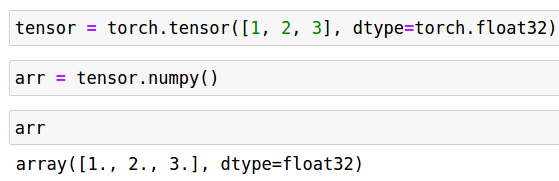 tensor = torch.tensor([1, 2, 3], dtype=torch.float32)
arr = tensor.numpy()
arr
array([1., 2., 3.], dtype=float32)